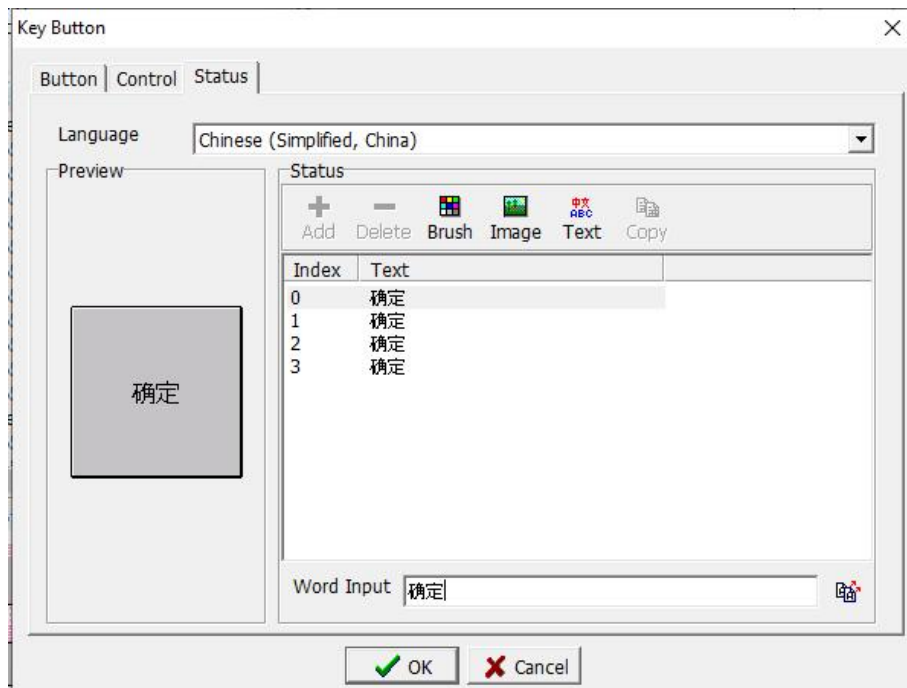 Key Button
Button Control Status
Language Chinese (Simplified, China)
Preview
确定
Status
Add Delete Brush Image 中文 ABC Text Copy
Index Text
0 确定
1 确定
2 确定
3 确定
Word Input 确定
OK Cancel